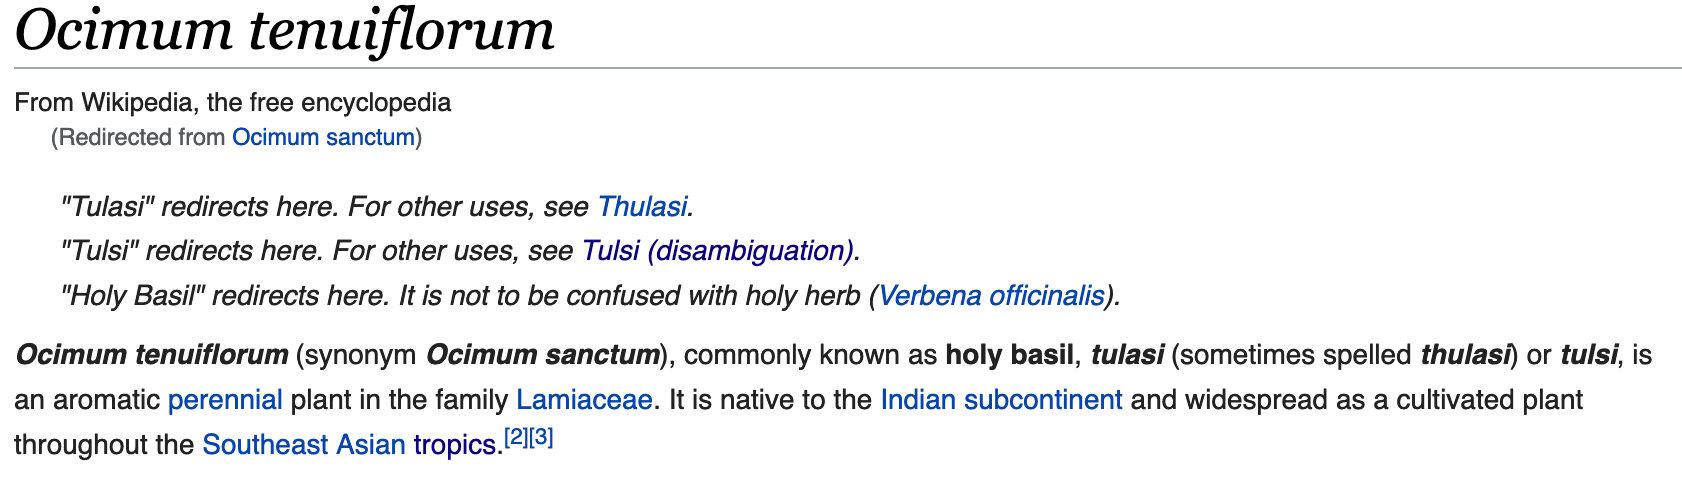 Ocimum tenuiflorum
From Wikipedia, the free encyclopedia
(Redirected from Ocimum sanctum)
"Tulasi" redirects here. For other uses, see Thulasi.
"Tulsi" redirects here. For other uses, see Tulsi (disambiguation).
"Holy Basil" redirects here. It is not to be confused with holy herb (Verbena officinalis).
Ocimum tenuiflorum (synonym Ocimum sanctum), commonly known as holy basil, tulasi (sometimes spelled thulasi) or tulsi, is
an aromatic perennial plant in the family Lamiaceae. It is native to the Indian subcontinent and widespread as a cultivated plant
throughout the Southeast Asian tropics.[2][3]